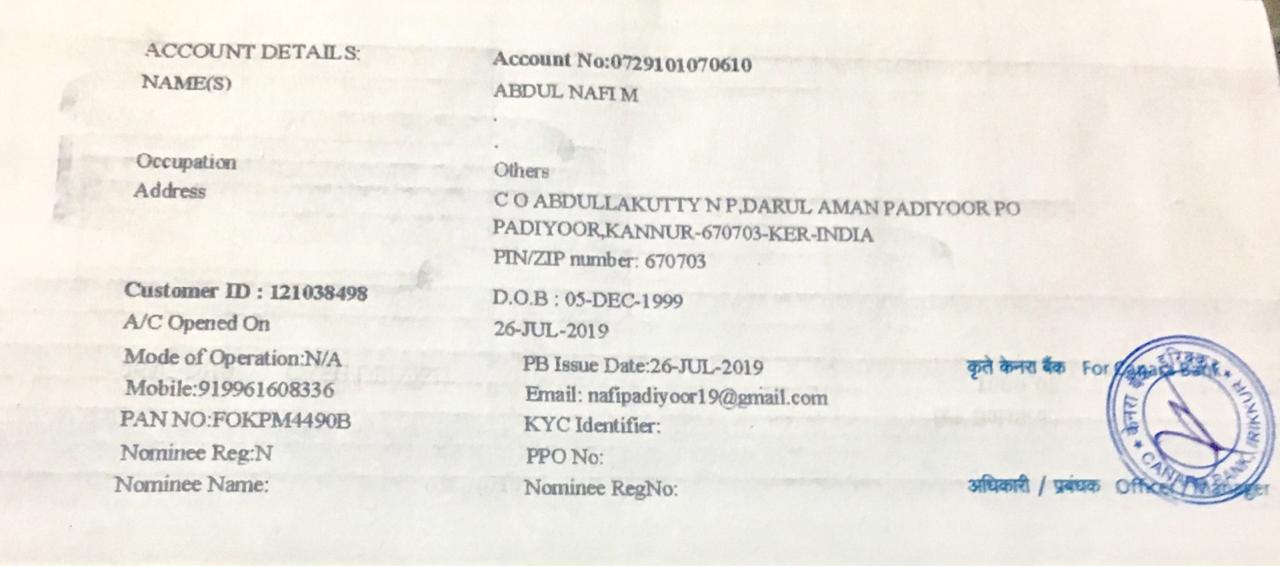 ACCOUNT DETAILS: Account No:0729101070610
NAME(S) ABDUL NAFI M
.
.
Occupation Others
Address C O ABDULLAKUTTY N P,DARUL AMAN PADIYOOR PO
PADIYOOR,KANNUR-670703-KER-INDIA
PIN/ZIP number: 670703
Customer ID : 121038498 D.O.B : 05-DEC-1999
A/C Opened On 26-JUL-2019
Mode of Operation:N/A PB Issue Date:26-JUL-2019
Mobile:919961608336 Email: nafipadiyoor19@gmail.com
PAN NO:FOKPM4490B KYC Identifier:
Nominee Reg:N PPO No:
Nominee Name: Nominee RegNo:
कृते केनरा बैंक For Canara Bank
केनरा बैंक
CANARA BANK, IRIKKUR
अधिकारी / प्रबंधक Officer / Manager